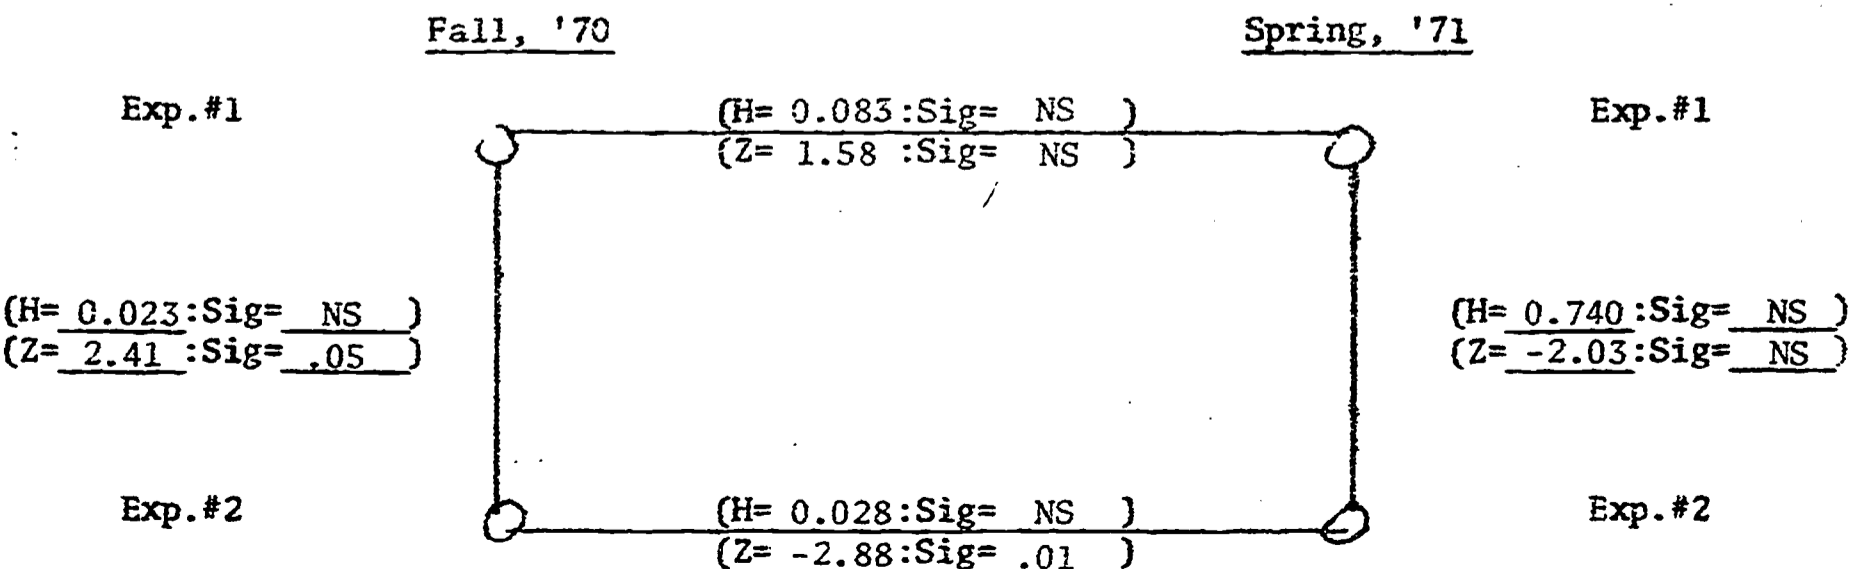 Fall, '70 Spring, '71
Exp.#1 (H= 0.083:Sig= NS ) Exp.#1
(Z= 1.58 :Sig= NS )
(H= 0.023:Sig= NS ) (H= 0.740:Sig= NS )
(Z= 2.41 :Sig= .05 ) (Z= -2.03:Sig= NS )
Exp.#2 (H= 0.028:Sig= NS ) Exp.#2
(Z= -2.88:Sig= .01 )